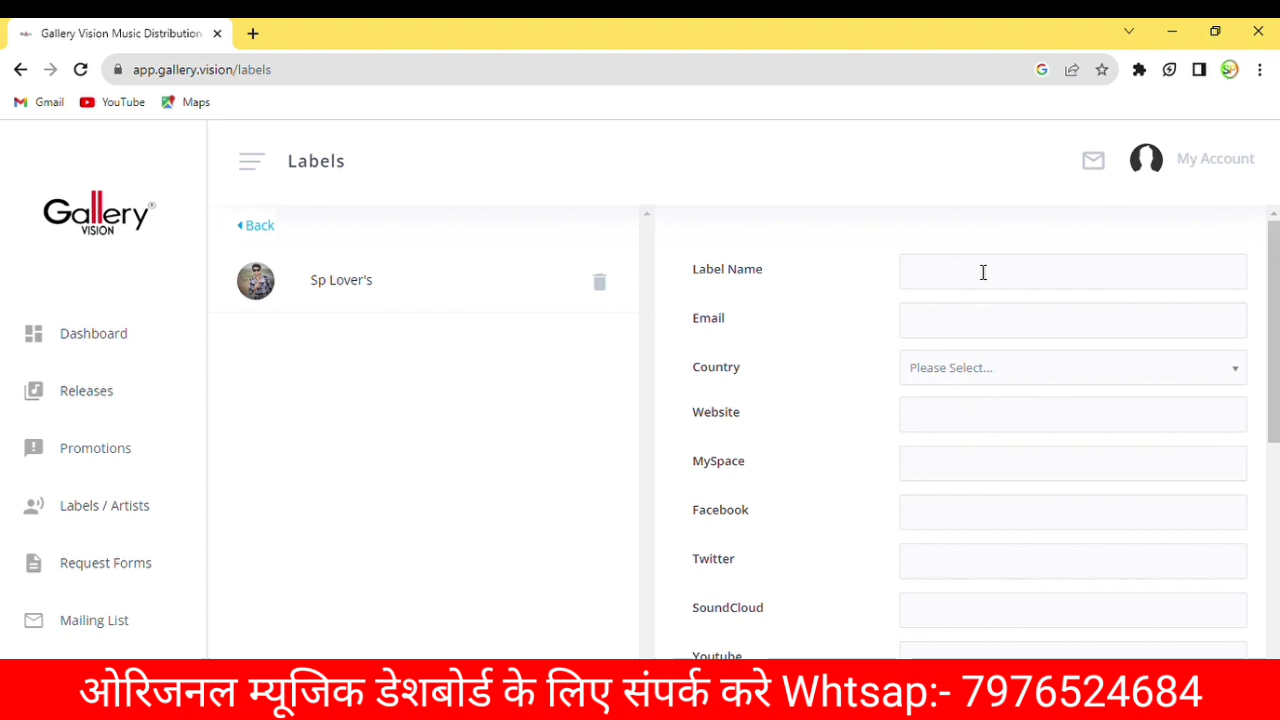 Gallery Vision Music Distribution
app.gallery.vision/labels
Gmail YouTube Maps
Gallery®
VISION
Labels
My Account
Back
Sp Lover's
Dashboard
Releases
Promotions
Labels / Artists
Request Forms
Mailing List
Label Name
Email
Country Please Select...
Website
MySpace
Facebook
Twitter
SoundCloud
Youtube
ओरिजनल म्यूजिक डेशबोर्ड के लिए संपर्क करे Whtsap:- 7976524684